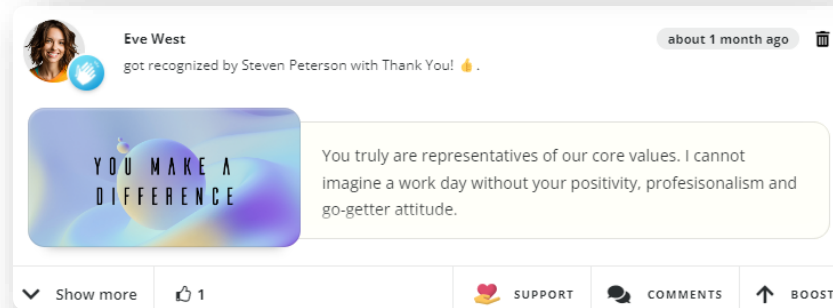 Eve West
about 1 month ago
got recognized by Steven Peterson with Thank You! 👍 .
YOU MAKE A
DIFFERENCE
You truly are representatives of our core values. I cannot
imagine a work day without your positivity, profesisonalism and
go-getter attitude.
Show more
1
SUPPORT
COMMENTS
BOOST